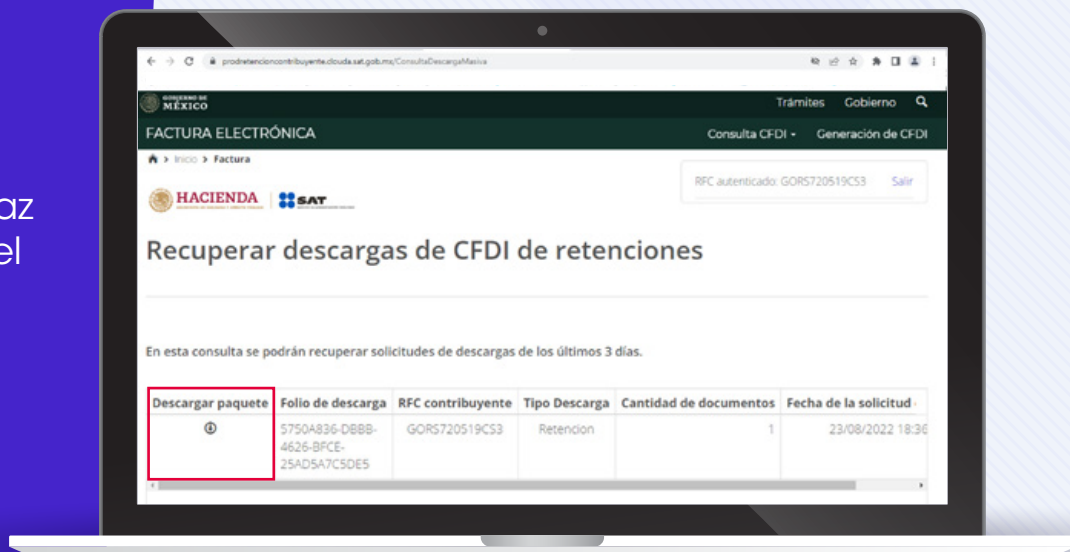 az
el
prodretencioncontribuyente.clouda.sat.gob.mx/ConsultaDescargaMasiva
GOBIERNO DE
MÉXICO
Trámites Gobierno
FACTURA ELECTRÓNICA
Consulta CFDI Generación de CFDI
> Inicio > Factura
RFC autenticado: GORS720519CS3 Salir
HACIENDA SAT
Recuperar descargas de CFDI de retenciones
En esta consulta se podrán recuperar solicitudes de descargas de los últimos 3 días.
Descargar paquete Folio de descarga RFC contribuyente Tipo Descarga Cantidad de documentos Fecha de la solicitud
5750A836-DBBB- GORS720519CS3 Retencion 1 23/08/2022 18:36
4626-BFCE-
25AD5A7C5DE5